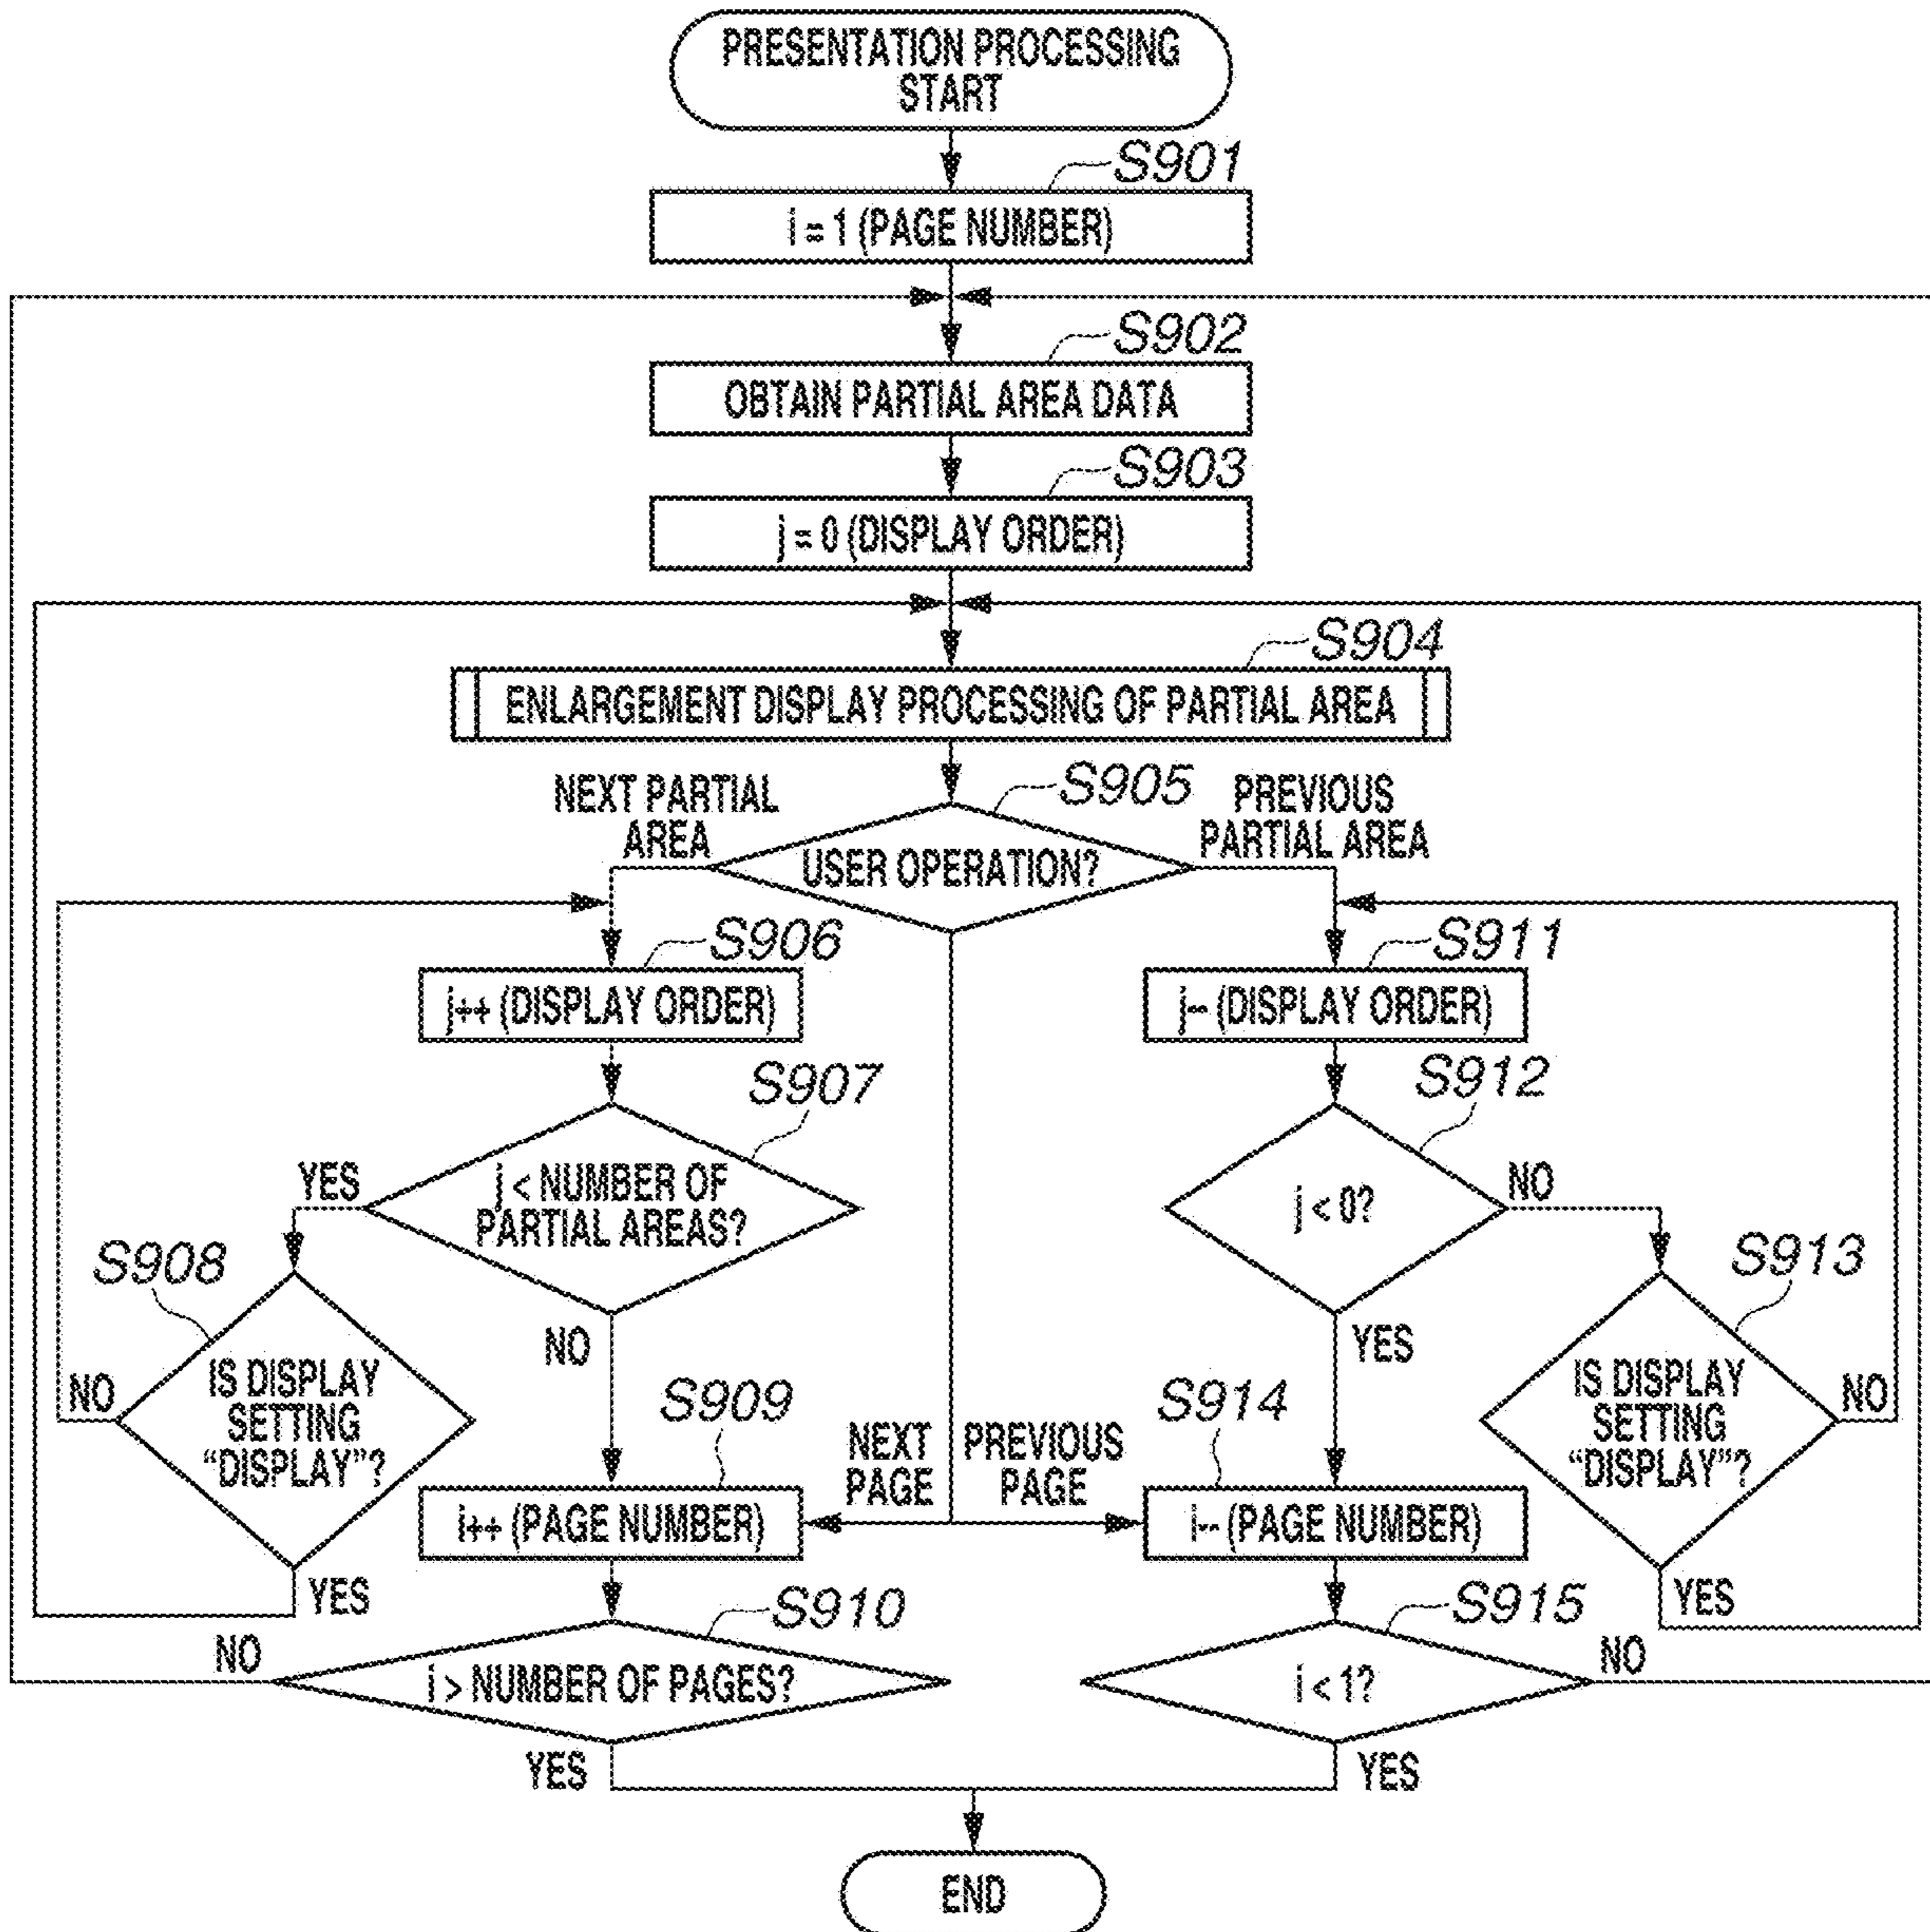 PRESENTATION PROCESSING
START
S901
i = 1 (PAGE NUMBER)
S902
OBTAIN PARTIAL AREA DATA
S903
j = 0 (DISPLAY ORDER)
S904
ENLARGEMENT DISPLAY PROCESSING OF PARTIAL AREA
S905
NEXT PARTIAL
AREA
USER OPERATION?
PREVIOUS
PARTIAL AREA
S906
j++ (DISPLAY ORDER)
S911
j-- (DISPLAY ORDER)
S907
j < NUMBER OF
PARTIAL AREAS?
YES
NO
S912
j < 0?
NO
YES
S908
IS DISPLAY
SETTING
“DISPLAY”?
NO
YES
S913
IS DISPLAY
SETTING
“DISPLAY”?
NO
YES
S909
i++ (PAGE NUMBER)
NEXT
PAGE
PREVIOUS
PAGE
S914
i-- (PAGE NUMBER)
S910
i > NUMBER OF PAGES?
NO
YES
S915
i < 1?
NO
YES
END